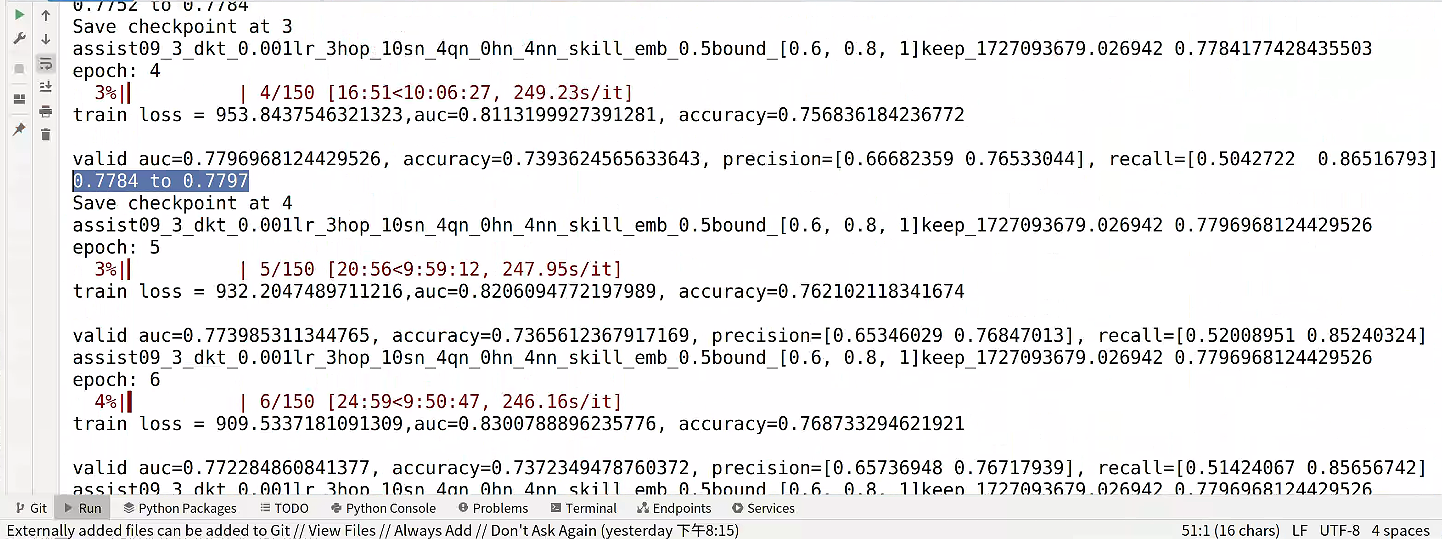 0.7752 to 0.7784
Save checkpoint at 3
assist09_3_dkt_0.001lr_3hop_10sn_4qn_0hn_4nn_skill_emb_0.5bound_[0.6, 0.8, 1]keep_1727093679.026942 0.7784177428435503
epoch: 4
3%| | 4/150 [16:51<10:06:27, 249.23s/it]
train loss = 953.8437546321323,auc=0.8113199927391281, accuracy=0.756836184236772
valid auc=0.7796968124429526, accuracy=0.7393624565633643, precision=[0.66682359 0.76533044], recall=[0.5042722  0.86516793]
0.7784 to 0.7797
Save checkpoint at 4
assist09_3_dkt_0.001lr_3hop_10sn_4qn_0hn_4nn_skill_emb_0.5bound_[0.6, 0.8, 1]keep_1727093679.026942 0.7796968124429526
epoch: 5
3%| | 5/150 [20:56<9:59:12, 247.95s/it]
train loss = 932.2047489711216,auc=0.8206094772197989, accuracy=0.762102118341674
valid auc=0.773985311344765, accuracy=0.7365612367917169, precision=[0.65346029 0.76847013], recall=[0.52008951 0.85240324]
assist09_3_dkt_0.001lr_3hop_10sn_4qn_0hn_4nn_skill_emb_0.5bound_[0.6, 0.8, 1]keep_1727093679.026942 0.7796968124429526
epoch: 6
4%| | 6/150 [24:59<9:50:47, 246.16s/it]
train loss = 909.5337181091309,auc=0.8300788896235776, accuracy=0.768733294621921
valid auc=0.772284860841377, accuracy=0.7372349478760372, precision=[0.65736948 0.76717939], recall=[0.51424067 0.85656742]
assist09_3_dkt_0.001lr_3hop_10sn_4qn_0hn_4nn_skill_emb_0.5bound_[0.6, 0.8, 1]keep_1727093679.026942 0.7796968124429526
Git Run Python Packages TODO Python Console Problems Terminal Endpoints Services
Externally added files can be added to Git // View Files // Always Add // Don't Ask Again (yesterday 下午8:15) 51:1 (16 chars) LF UTF-8 4 spaces